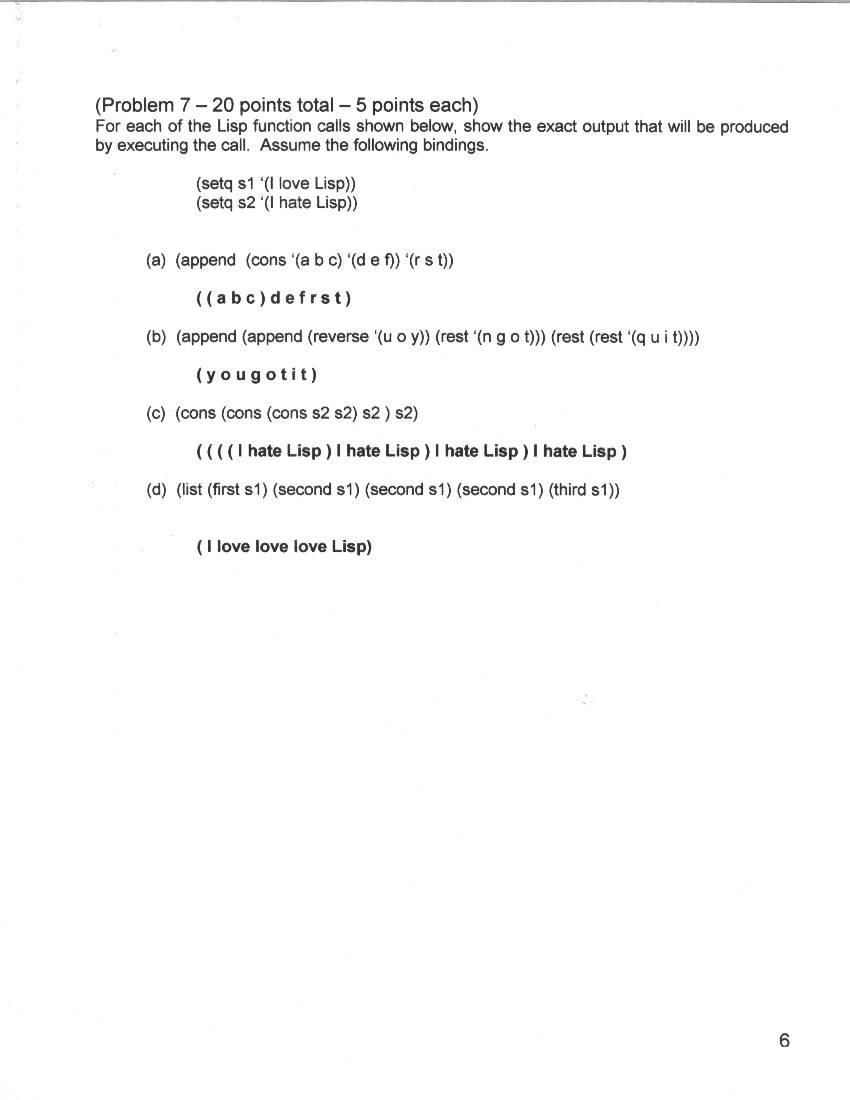 (Problem 7 – 20 points total – 5 points each)
For each of the Lisp function calls shown below, show the exact output that will be produced
by executing the call. Assume the following bindings.
(setq s1 '(I love Lisp))
(setq s2 '(I hate Lisp))
(a) (append (cons '(a b c) '(d e f)) '(r s t))
( ( a b c ) d e f r s t )
(b) (append (append (reverse '(u o y)) (rest '(n g o t))) (rest (rest '(q u i t))))
( y o u g o t i t )
(c) (cons (cons (cons s2 s2) s2 ) s2)
( ( ( ( I hate Lisp ) I hate Lisp ) I hate Lisp ) I hate Lisp )
(d) (list (first s1) (second s1) (second s1) (second s1) (third s1))
( I love love love Lisp)
6